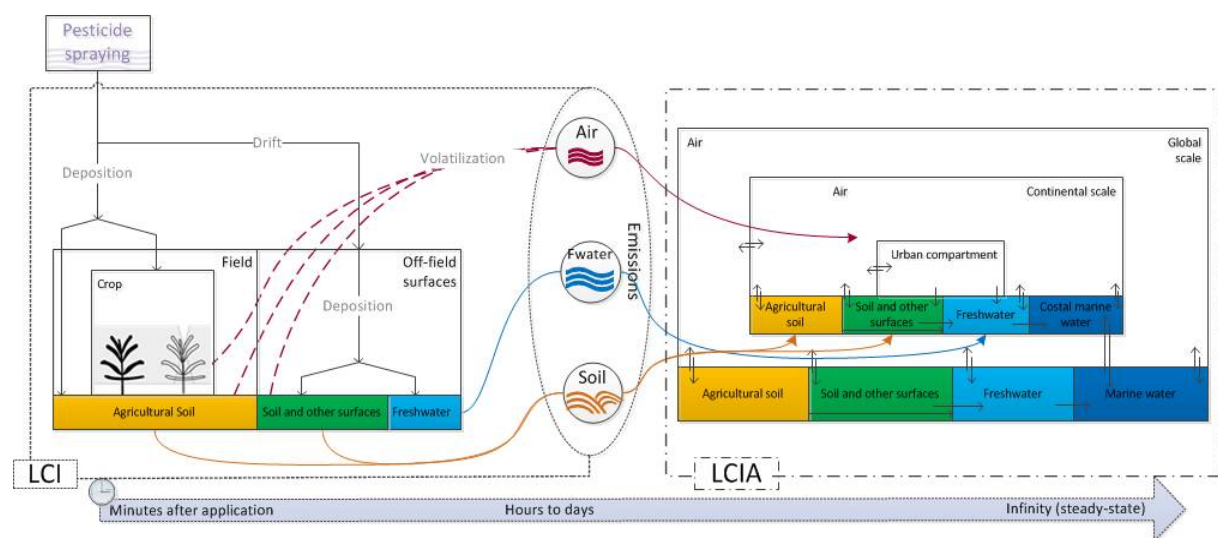 Pesticide
spraying
Drift
Deposition
Volatilization
Field
Off-field
surfaces
Crop
Deposition
Agricultural Soil
Soil and other surfaces
Freshwater
LCI
Air
Fwater
Soil
Emissions
Air
Global
scale
Air
Continental scale
Urban compartment
Agricultural
soil
Soil and other
surfaces
Freshwater
Costal marine
water
Agricultural soil
Soil and other surfaces
Freshwater
Marine water
LCIA
Minutes after application
Hours to days
Infinity (steady-state)